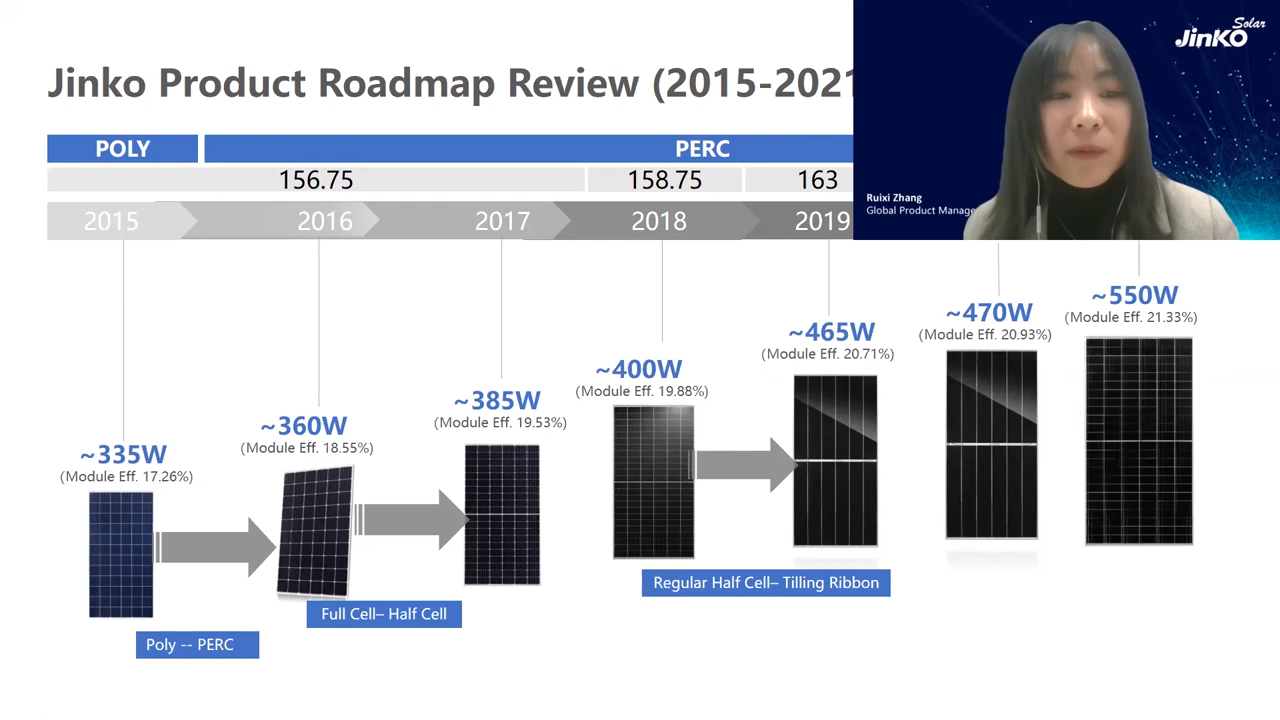 Jinko Product Roadmap Review (2015-2021
Solar
JinKO
Ruixi Zhang
Global Product Manage
POLY
PERC
156.75
158.75
163
2015
2016
2017
2018
2019
~335W
(Module Eff. 17.26%)
~360W
(Module Eff. 18.55%)
~385W
(Module Eff. 19.53%)
~400W
(Module Eff. 19.88%)
~465W
(Module Eff. 20.71%)
~470W
(Module Eff. 20.93%)
~550W
(Module Eff. 21.33%)
Poly -- PERC
Full Cell– Half Cell
Regular Half Cell– Tilling Ribbon